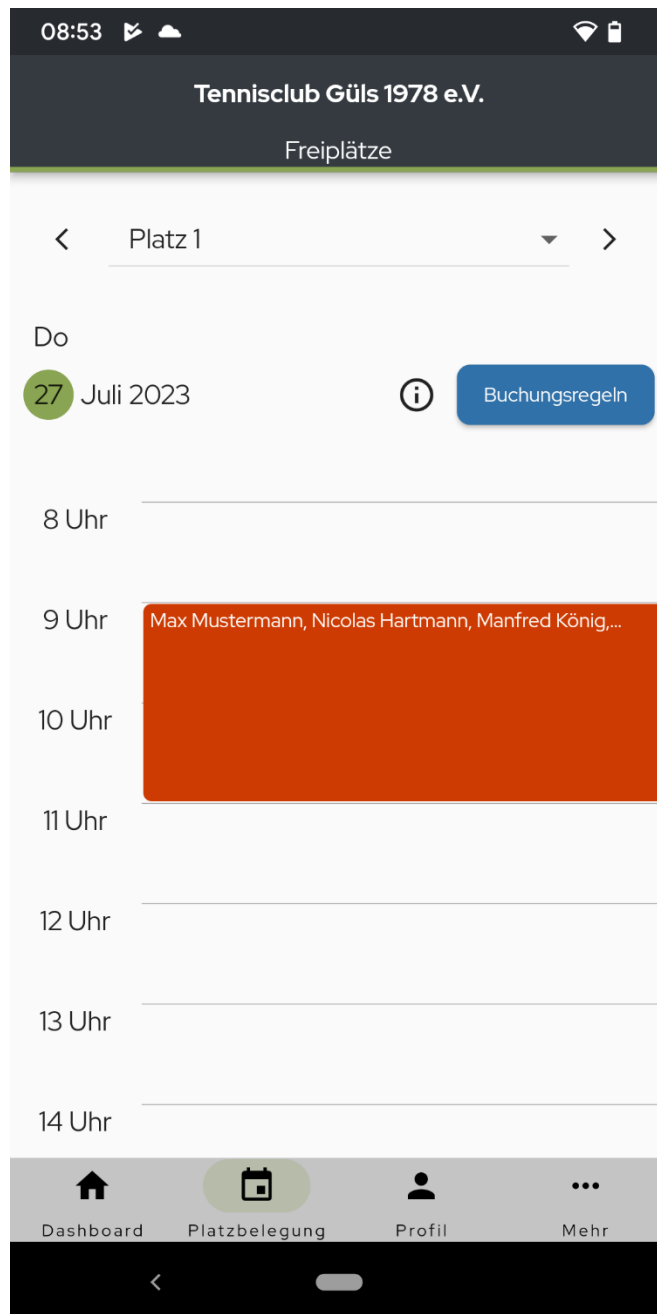 08:53
Tennisclub Güls 1978 e.V.
Freiplätze
Platz 1
Do
27 Juli 2023
Buchungsregeln
8 Uhr
9 Uhr
Max Mustermann, Nicolas Hartmann, Manfred König,...
10 Uhr
11 Uhr
12 Uhr
13 Uhr
14 Uhr
Dashboard Platzbelegung Profil Mehr